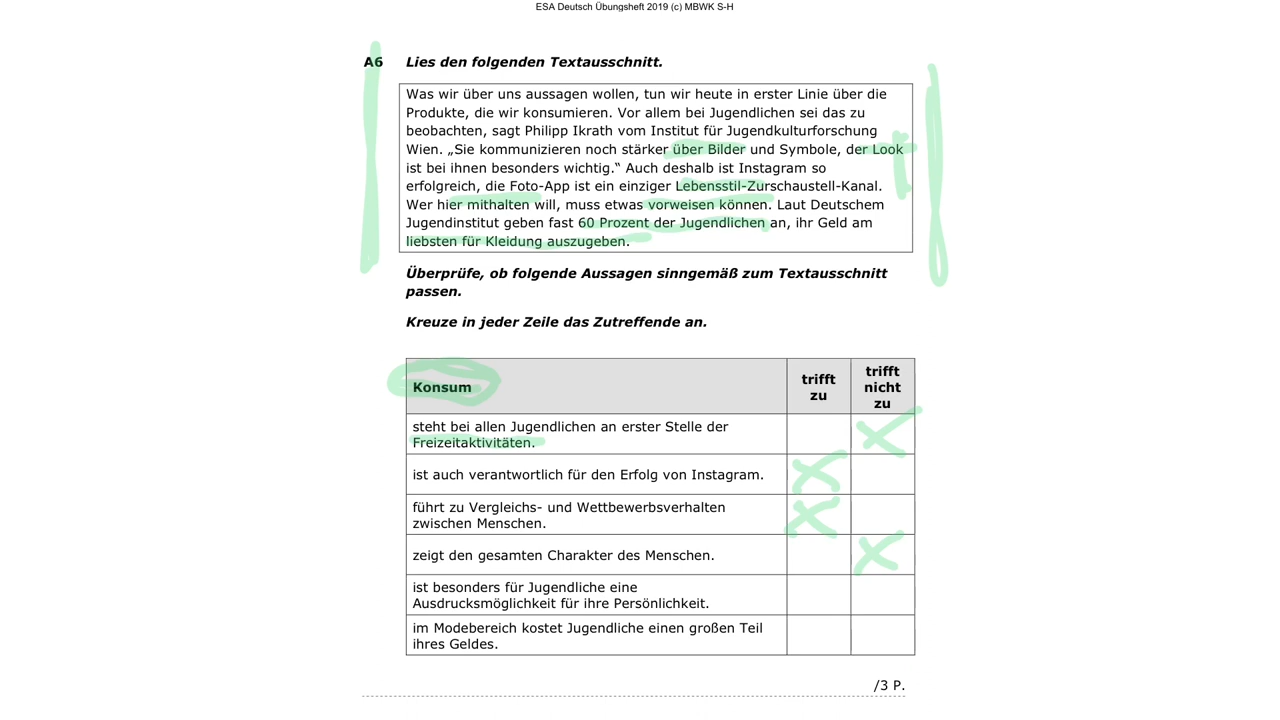 ESA Deutsch Übungsheft 2019 (c) MBWK S-H
A6 Lies den folgenden Textausschnitt.
Was wir über uns aussagen wollen, tun wir heute in erster Linie über die
Produkte, die wir konsumieren. Vor allem bei Jugendlichen sei das zu
beobachten, sagt Philipp Ikrath vom Institut für Jugendkulturforschung
Wien. „Sie kommunizieren noch stärker über Bilder und Symbole, der Look
ist bei ihnen besonders wichtig.“ Auch deshalb ist Instagram so
erfolgreich, die Foto-App ist ein einziger Lebensstil-Zurschaustell-Kanal.
Wer hier mithalten will, muss etwas vorweisen können. Laut Deutschem
Jugendinstitut geben fast 60 Prozent der Jugendlichen an, ihr Geld am
liebsten für Kleidung auszugeben.
Überprüfe, ob folgende Aussagen sinngemäß zum Textausschnitt
passen.
Kreuze in jeder Zeile das Zutreffende an.
Konsum
trifft
zu
trifft
nicht
zu
steht bei allen Jugendlichen an erster Stelle der
Freizeitaktivitäten.
ist auch verantwortlich für den Erfolg von Instagram.
führt zu Vergleichs- und Wettbewerbsverhalten
zwischen Menschen.
zeigt den gesamten Charakter des Menschen.
ist besonders für Jugendliche eine
Ausdrucksmöglichkeit für ihre Persönlichkeit.
im Modebereich kostet Jugendliche einen großen Teil
ihres Geldes.
/3 P.